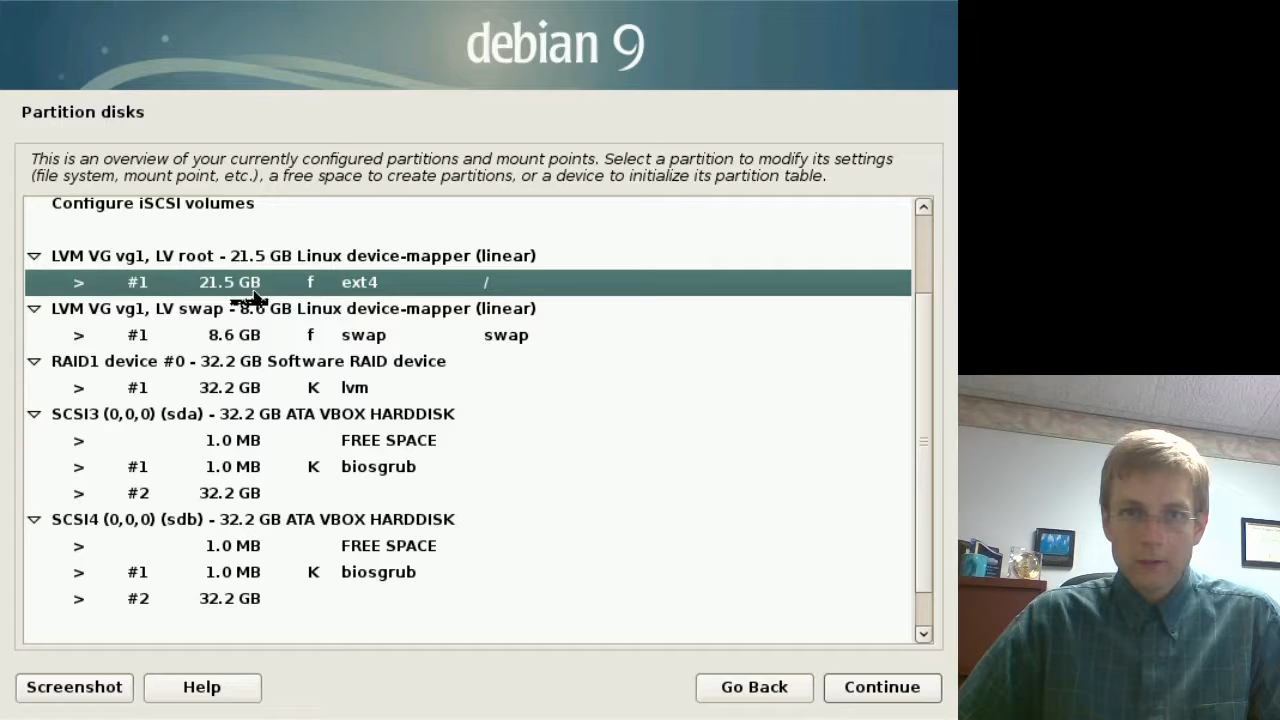 debian 9
Partition disks
This is an overview of your currently configured partitions and mount points. Select a partition to modify its settings
(file system, mount point, etc.), a free space to create partitions, or a device to initialize its partition table.
Configure iSCSI volumes
LVM VG vg1, LV root - 21.5 GB Linux device-mapper (linear)
> #1 21.5 GB f ext4 /
LVM VG vg1, LV swap - 8.6 GB Linux device-mapper (linear)
> #1 8.6 GB f swap swap
RAID1 device #0 - 32.2 GB Software RAID device
> #1 32.2 GB K lvm
SCSI3 (0,0,0) (sda) - 32.2 GB ATA VBOX HARDDISK
> 1.0 MB FREE SPACE
> #1 1.0 MB K biosgrub
> #2 32.2 GB
SCSI4 (0,0,0) (sdb) - 32.2 GB ATA VBOX HARDDISK
> 1.0 MB FREE SPACE
> #1 1.0 MB K biosgrub
> #2 32.2 GB
Screenshot Help Go Back Continue